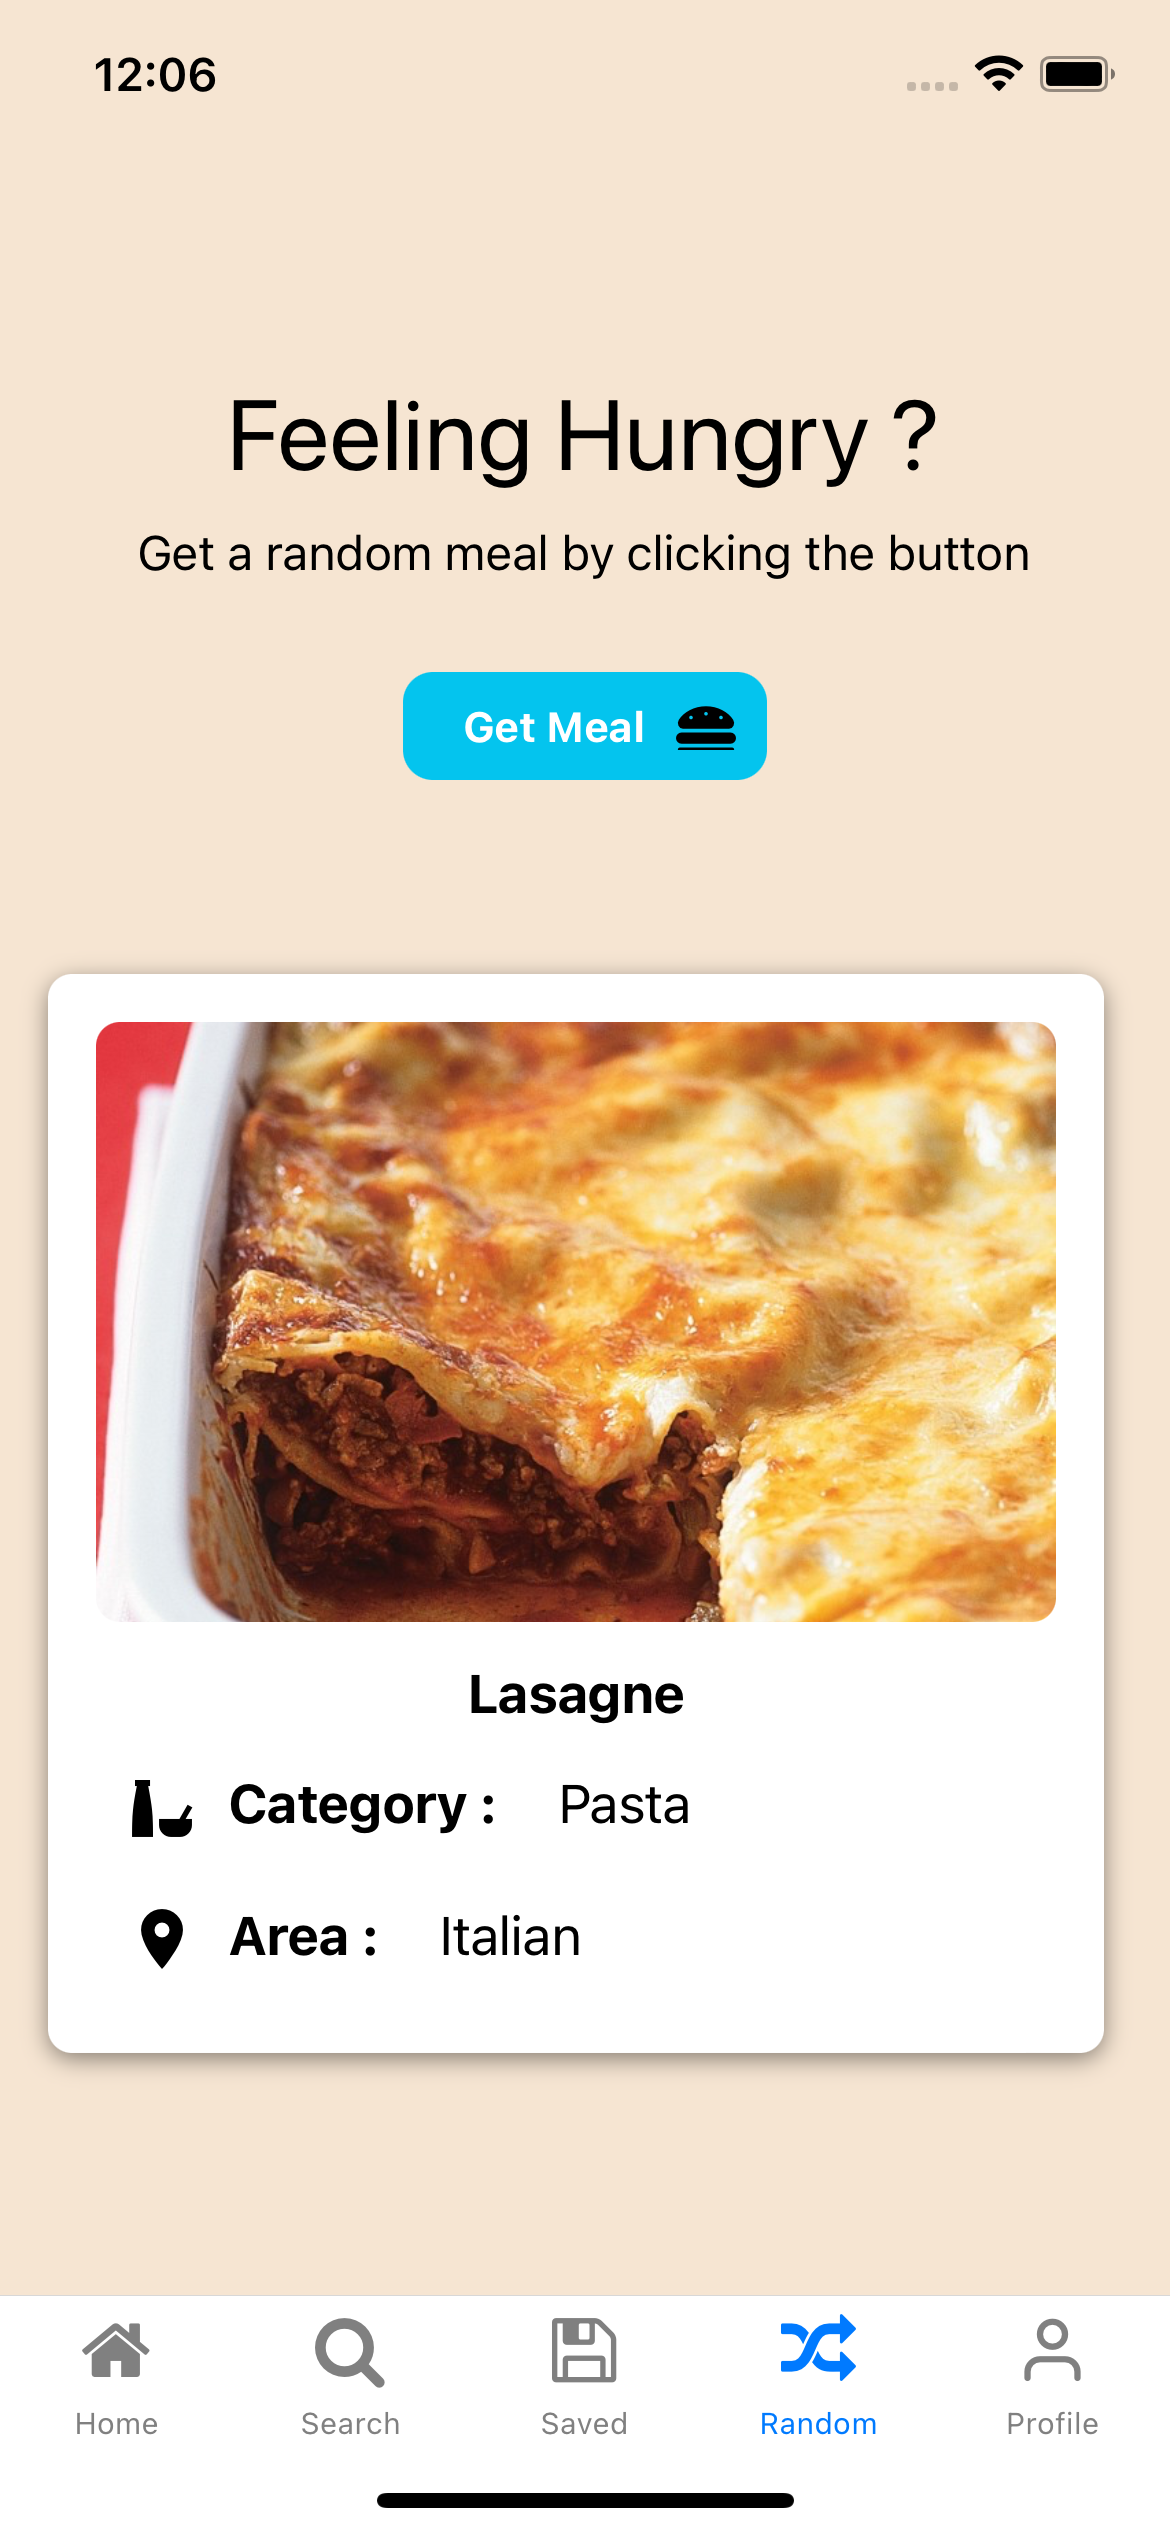 12:06
Feeling Hungry ?
Get a random meal by clicking the button
Get Meal
Lasagne
Category : Pasta
Area : Italian
Home Search Saved Random Profile